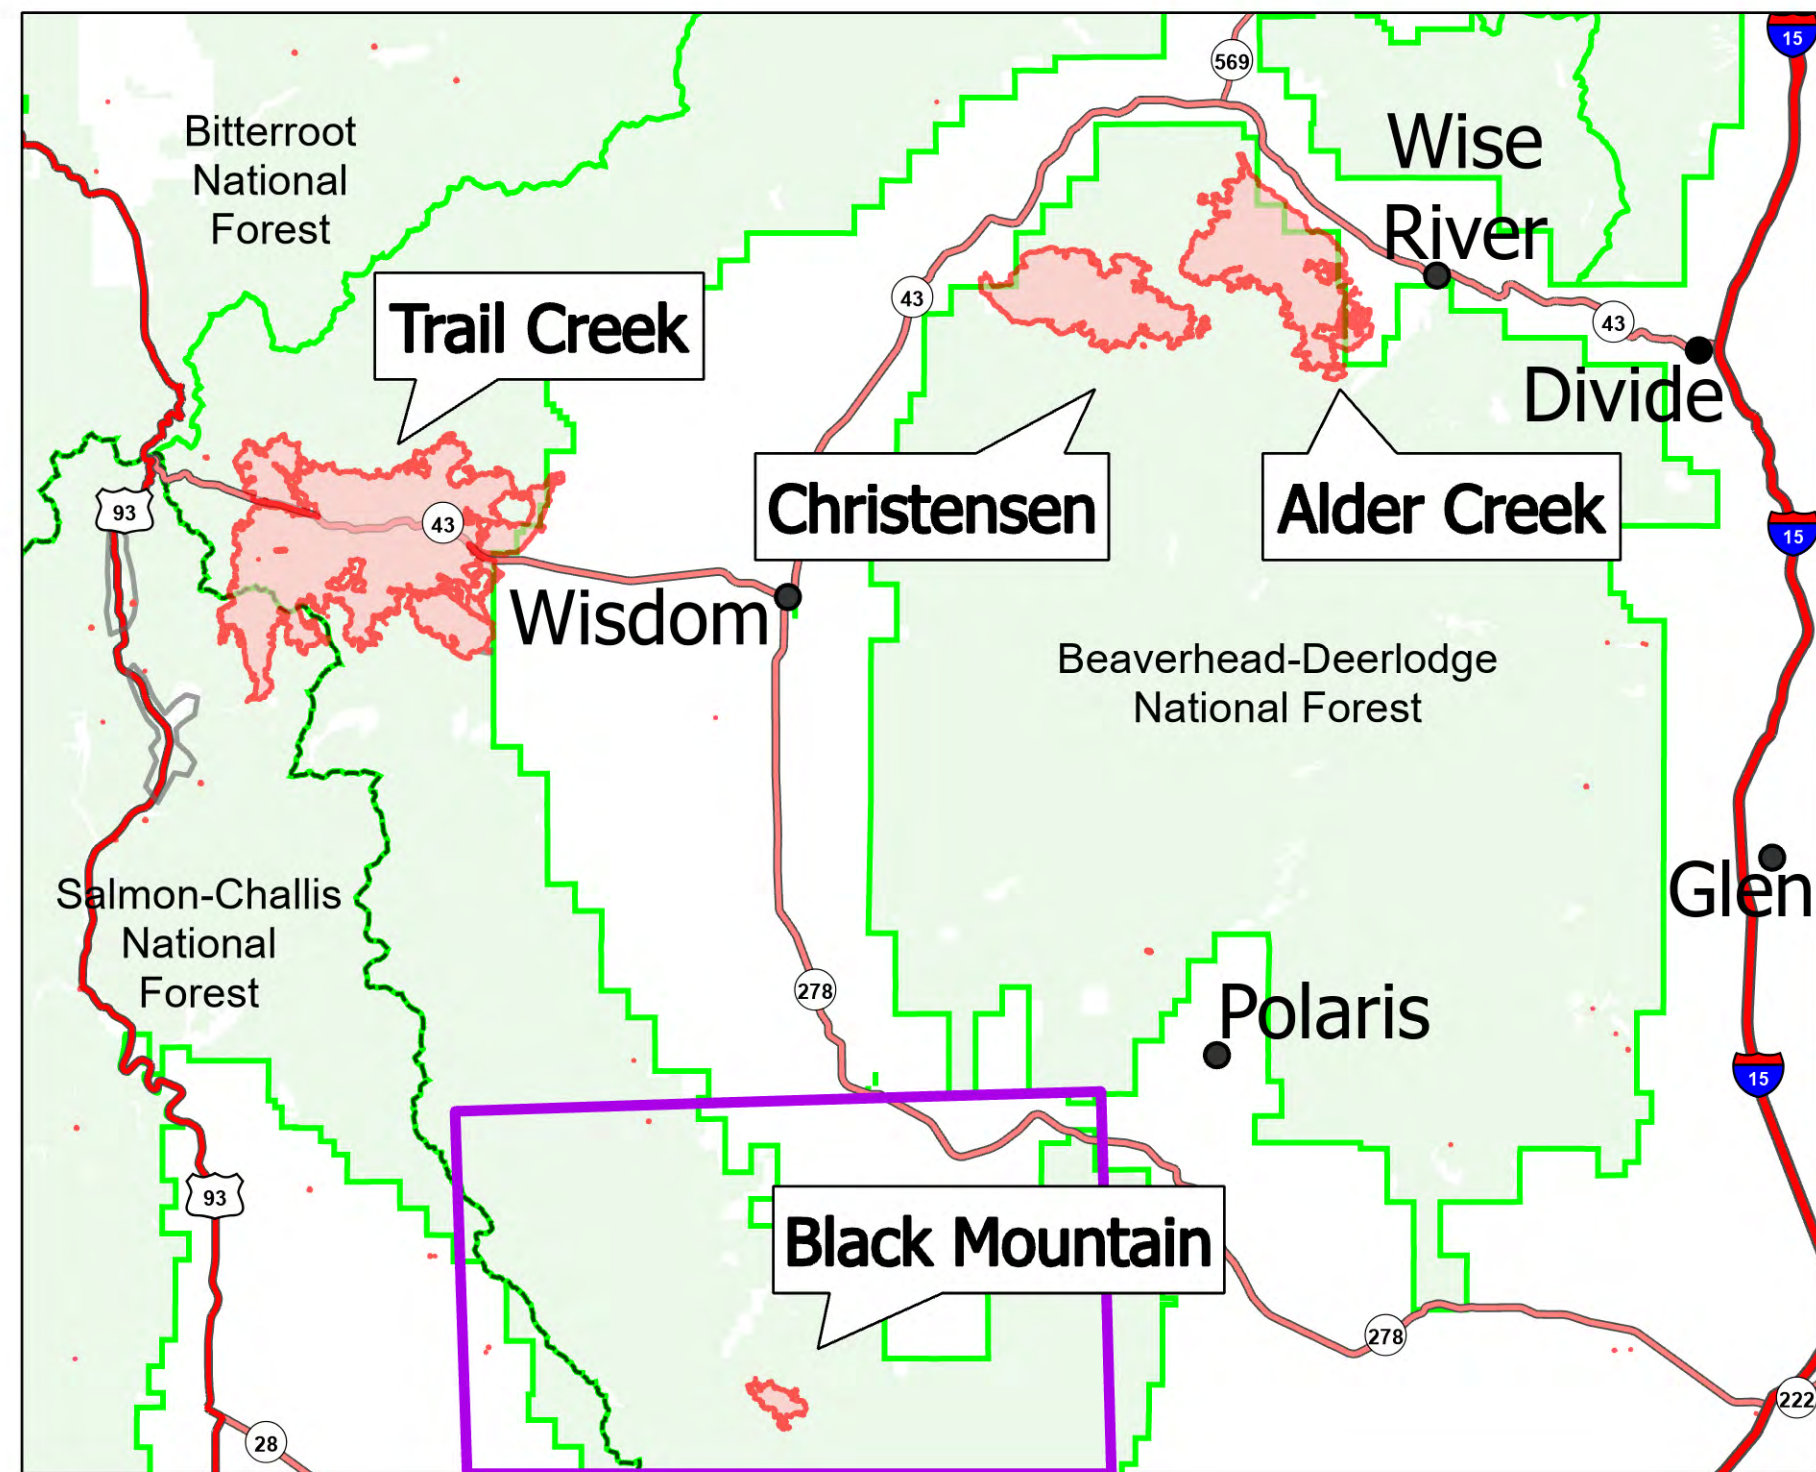 15
569
Bitterroot
National
Forest
Wise
River
43
43
Trail Creek
Divide
93
43
Christensen
Alder Creek
15
Wisdom
Beaverhead-Deerlodge
National Forest
Glen
Salmon-Challis
National
Forest
278
Polaris
15
93
Black Mountain
278
222
28